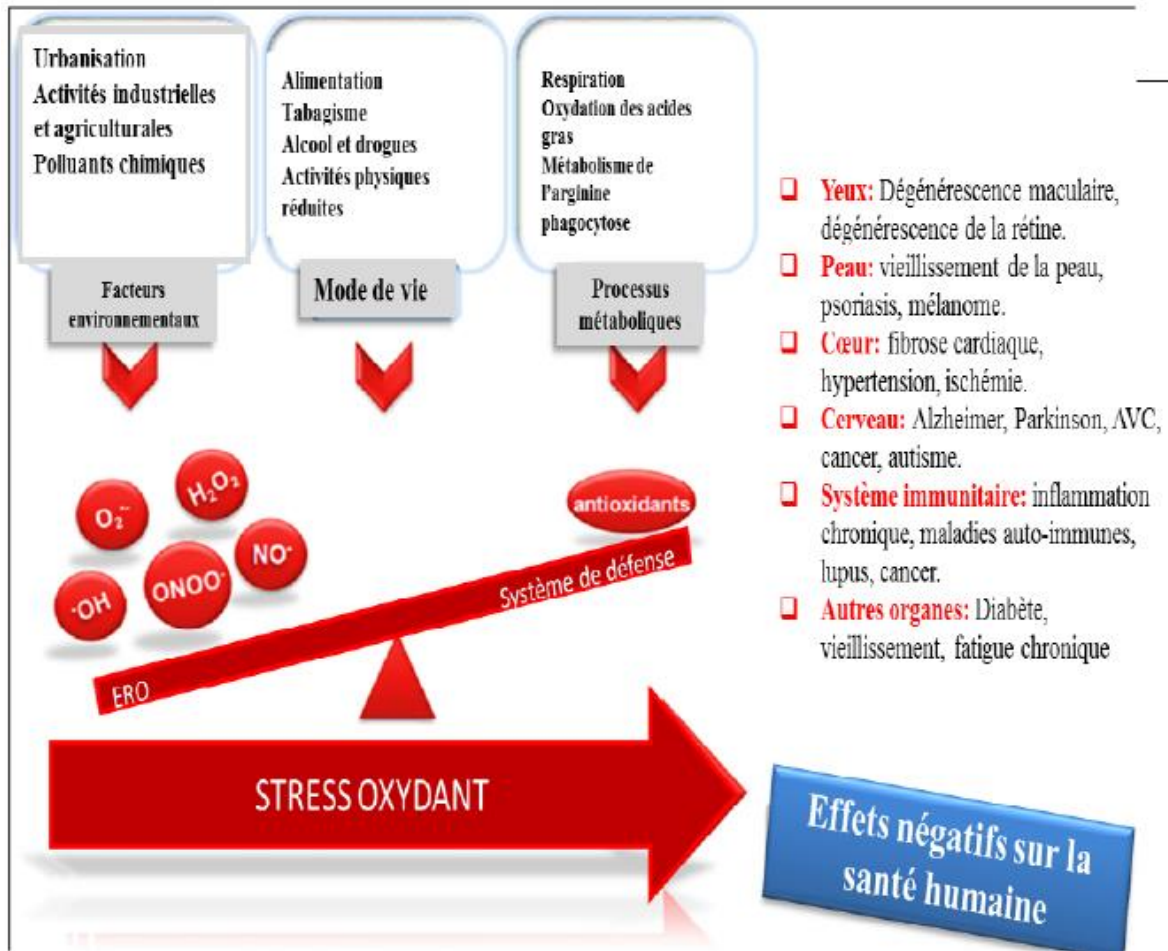 Urbanisation
Activités industrielles
et agriculturales
Polluants chimiques
Facteurs
environnementaux
Alimentation
Tabagisme
Alcool et drogues
Activités physiques
réduites
Mode de vie
Respiration
Oxydation des acides
gras
Métabolisme de
l'arginine
phagocytose
Processus
métaboliques
O₂·⁻
H₂O₂
·OH
ONOO⁻
NO·
antioxidants
Système de défense
ERO
STRESS OXYDANT
❑ Yeux: Dégénérescence maculaire,
dégénérescence de la rétine.
❑ Peau: vieillissement de la peau,
psoriasis, mélanome.
❑ Cœur: fibrose cardiaque,
hypertension, ischémie.
❑ Cerveau: Alzheimer, Parkinson, AVC,
cancer, autisme.
❑ Système immunitaire: inflammation
chronique, maladies auto-immunes,
lupus, cancer.
❑ Autres organes: Diabète,
vieillissement, fatigue chronique
Effets négatifs sur la
santé humaine